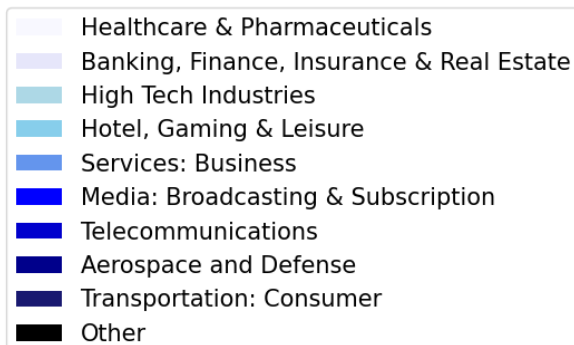 Healthcare & Pharmaceuticals
Banking, Finance, Insurance & Real Estate
High Tech Industries
Hotel, Gaming & Leisure
Services: Business
Media: Broadcasting & Subscription
Telecommunications
Aerospace and Defense
Transportation: Consumer
Other